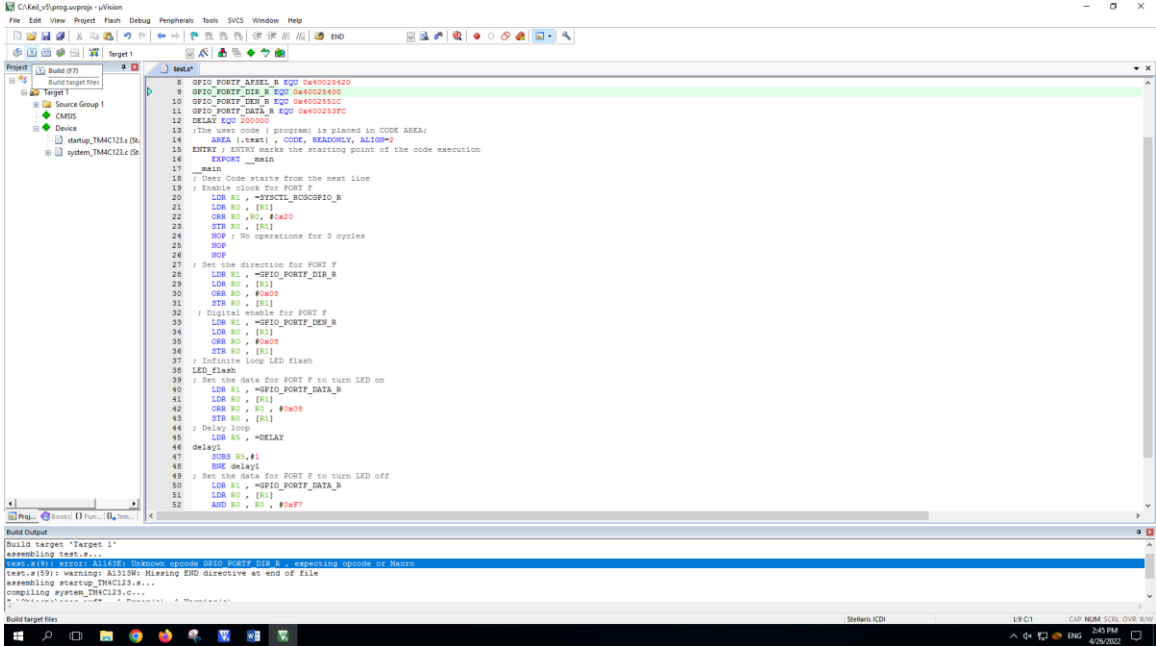 C:\Keil_v5\prog.uvprojx - µVision
File Edit View Project Flash Debug Peripherals Tools SVCS Window Help
END
Target 1
Project
Build (F7)
Build target files
Target 1
Source Group 1
CMSIS
Device
startup_TM4C123.s (St
system_TM4C123.c (St
test.s*
8 GPIO_PORTF_AFSEL_R EQU 0x40025420
9 GPIO_PORTF_DIR_R EQU 0x40025400
10 GPIO_PORTF_DEN_R EQU 0x4002551C
11 GPIO_PORTF_DATA_R EQU 0x400253FC
12 DELAY EQU 200000
13 ;The user code ( program) is placed in CODE AREA;
14 AREA |.text| , CODE, READONLY, ALIGN=2
15 ENTRY ; ENTRY marks the starting point of the code execution
16 EXPORT __main
17 __main
18 ; User Code starts from the next line
19 ; Enable clock for PORT F
20 LDR R1 , =SYSCTL_RCGCGPIO_R
21 LDR R0 , [R1]
22 ORR R0 ,R0, #0x20
23 STR R0 , [R1]
24 NOP ; No operations for 3 cycles
25 NOP
26 NOP
27 ; Set the direction for PORT F
28 LDR R1 , =GPIO_PORTF_DIR_R
29 LDR R0 , [R1]
30 ORR R0 , #0x08
31 STR R0 , [R1]
32 ; Digital enable for PORT F
33 LDR R1 , =GPIO_PORTF_DEN_R
34 LDR R0 , [R1]
35 ORR R0 , #0x08
36 STR R0 , [R1]
37 ; Infinite loop LED flash
38 LED_flash
39 ; Set the data for PORT F to turn LED on
40 LDR R1 , =GPIO_PORTF_DATA_R
41 LDR R0 , [R1]
42 ORR R0 , R0 , #0x08
43 STR R0 , [R1]
44 ; Delay loop
45 LDR R5 , =DELAY
46 delay1
47 SUBS R5,#1
48 BNE delay1
49 ; Set the data for PORT F to turn LED off
50 LDR R1 , =GPIO_PORTF_DATA_R
51 LDR R0 , [R1]
52 AND R0 , R0 , #0xF7
Proj... Books {} Fun... Tem...
Build Output
Build target 'Target 1'
assembling test.s...
test.s(9): error: A1163E: Unknown opcode GPIO_PORTF_DIR_R , expecting opcode or Macro
test.s(59): warning: A1313W: Missing END directive at end of file
assembling startup_TM4C123.s...
compiling system_TM4C123.c...
Build target files
Stellaris ICDI
L:9 C:1
CAP NUM SCRL OVR R/W
ENG
2:45 PM
4/26/2022